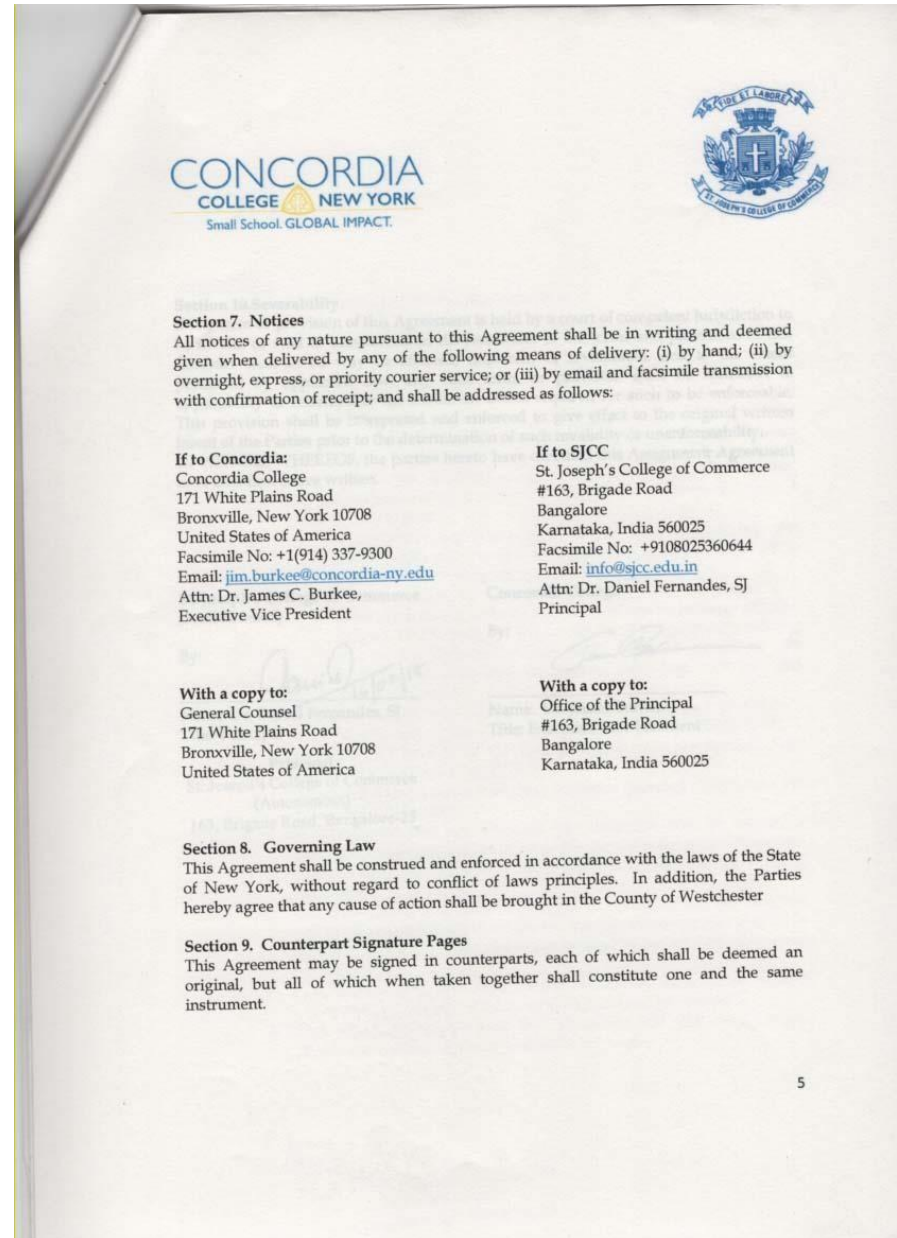 FIDE ET LABORE
ST. JOSEPH'S COLLEGE OF COMMERCE
CONCORDIA
COLLEGE NEW YORK
Small School. GLOBAL IMPACT.
Section 7. Notices
All notices of any nature pursuant to this Agreement shall be in writing and deemed
given when delivered by any of the following means of delivery: (i) by hand; (ii) by
overnight, express, or priority courier service; or (iii) by email and facsimile transmission
with confirmation of receipt; and shall be addressed as follows:
If to Concordia:
Concordia College
171 White Plains Road
Bronxville, New York 10708
United States of America
Facsimile No: +1(914) 337-9300
Email: jim.burkee@concordia-ny.edu
Attn: Dr. James C. Burkee,
Executive Vice President
If to SJCC
St. Joseph's College of Commerce
#163, Brigade Road
Bangalore
Karnataka, India 560025
Facsimile No: +9108025360644
Email: info@sjcc.edu.in
Attn: Dr. Daniel Fernandes, SJ
Principal
With a copy to:
General Counsel
171 White Plains Road
Bronxville, New York 10708
United States of America
With a copy to:
Office of the Principal
#163, Brigade Road
Bangalore
Karnataka, India 560025
Section 8. Governing Law
This Agreement shall be construed and enforced in accordance with the laws of the State
of New York, without regard to conflict of laws principles. In addition, the Parties
hereby agree that any cause of action shall be brought in the County of Westchester
Section 9. Counterpart Signature Pages
This Agreement may be signed in counterparts, each of which shall be deemed an
original, but all of which when taken together shall constitute one and the same
instrument.
5